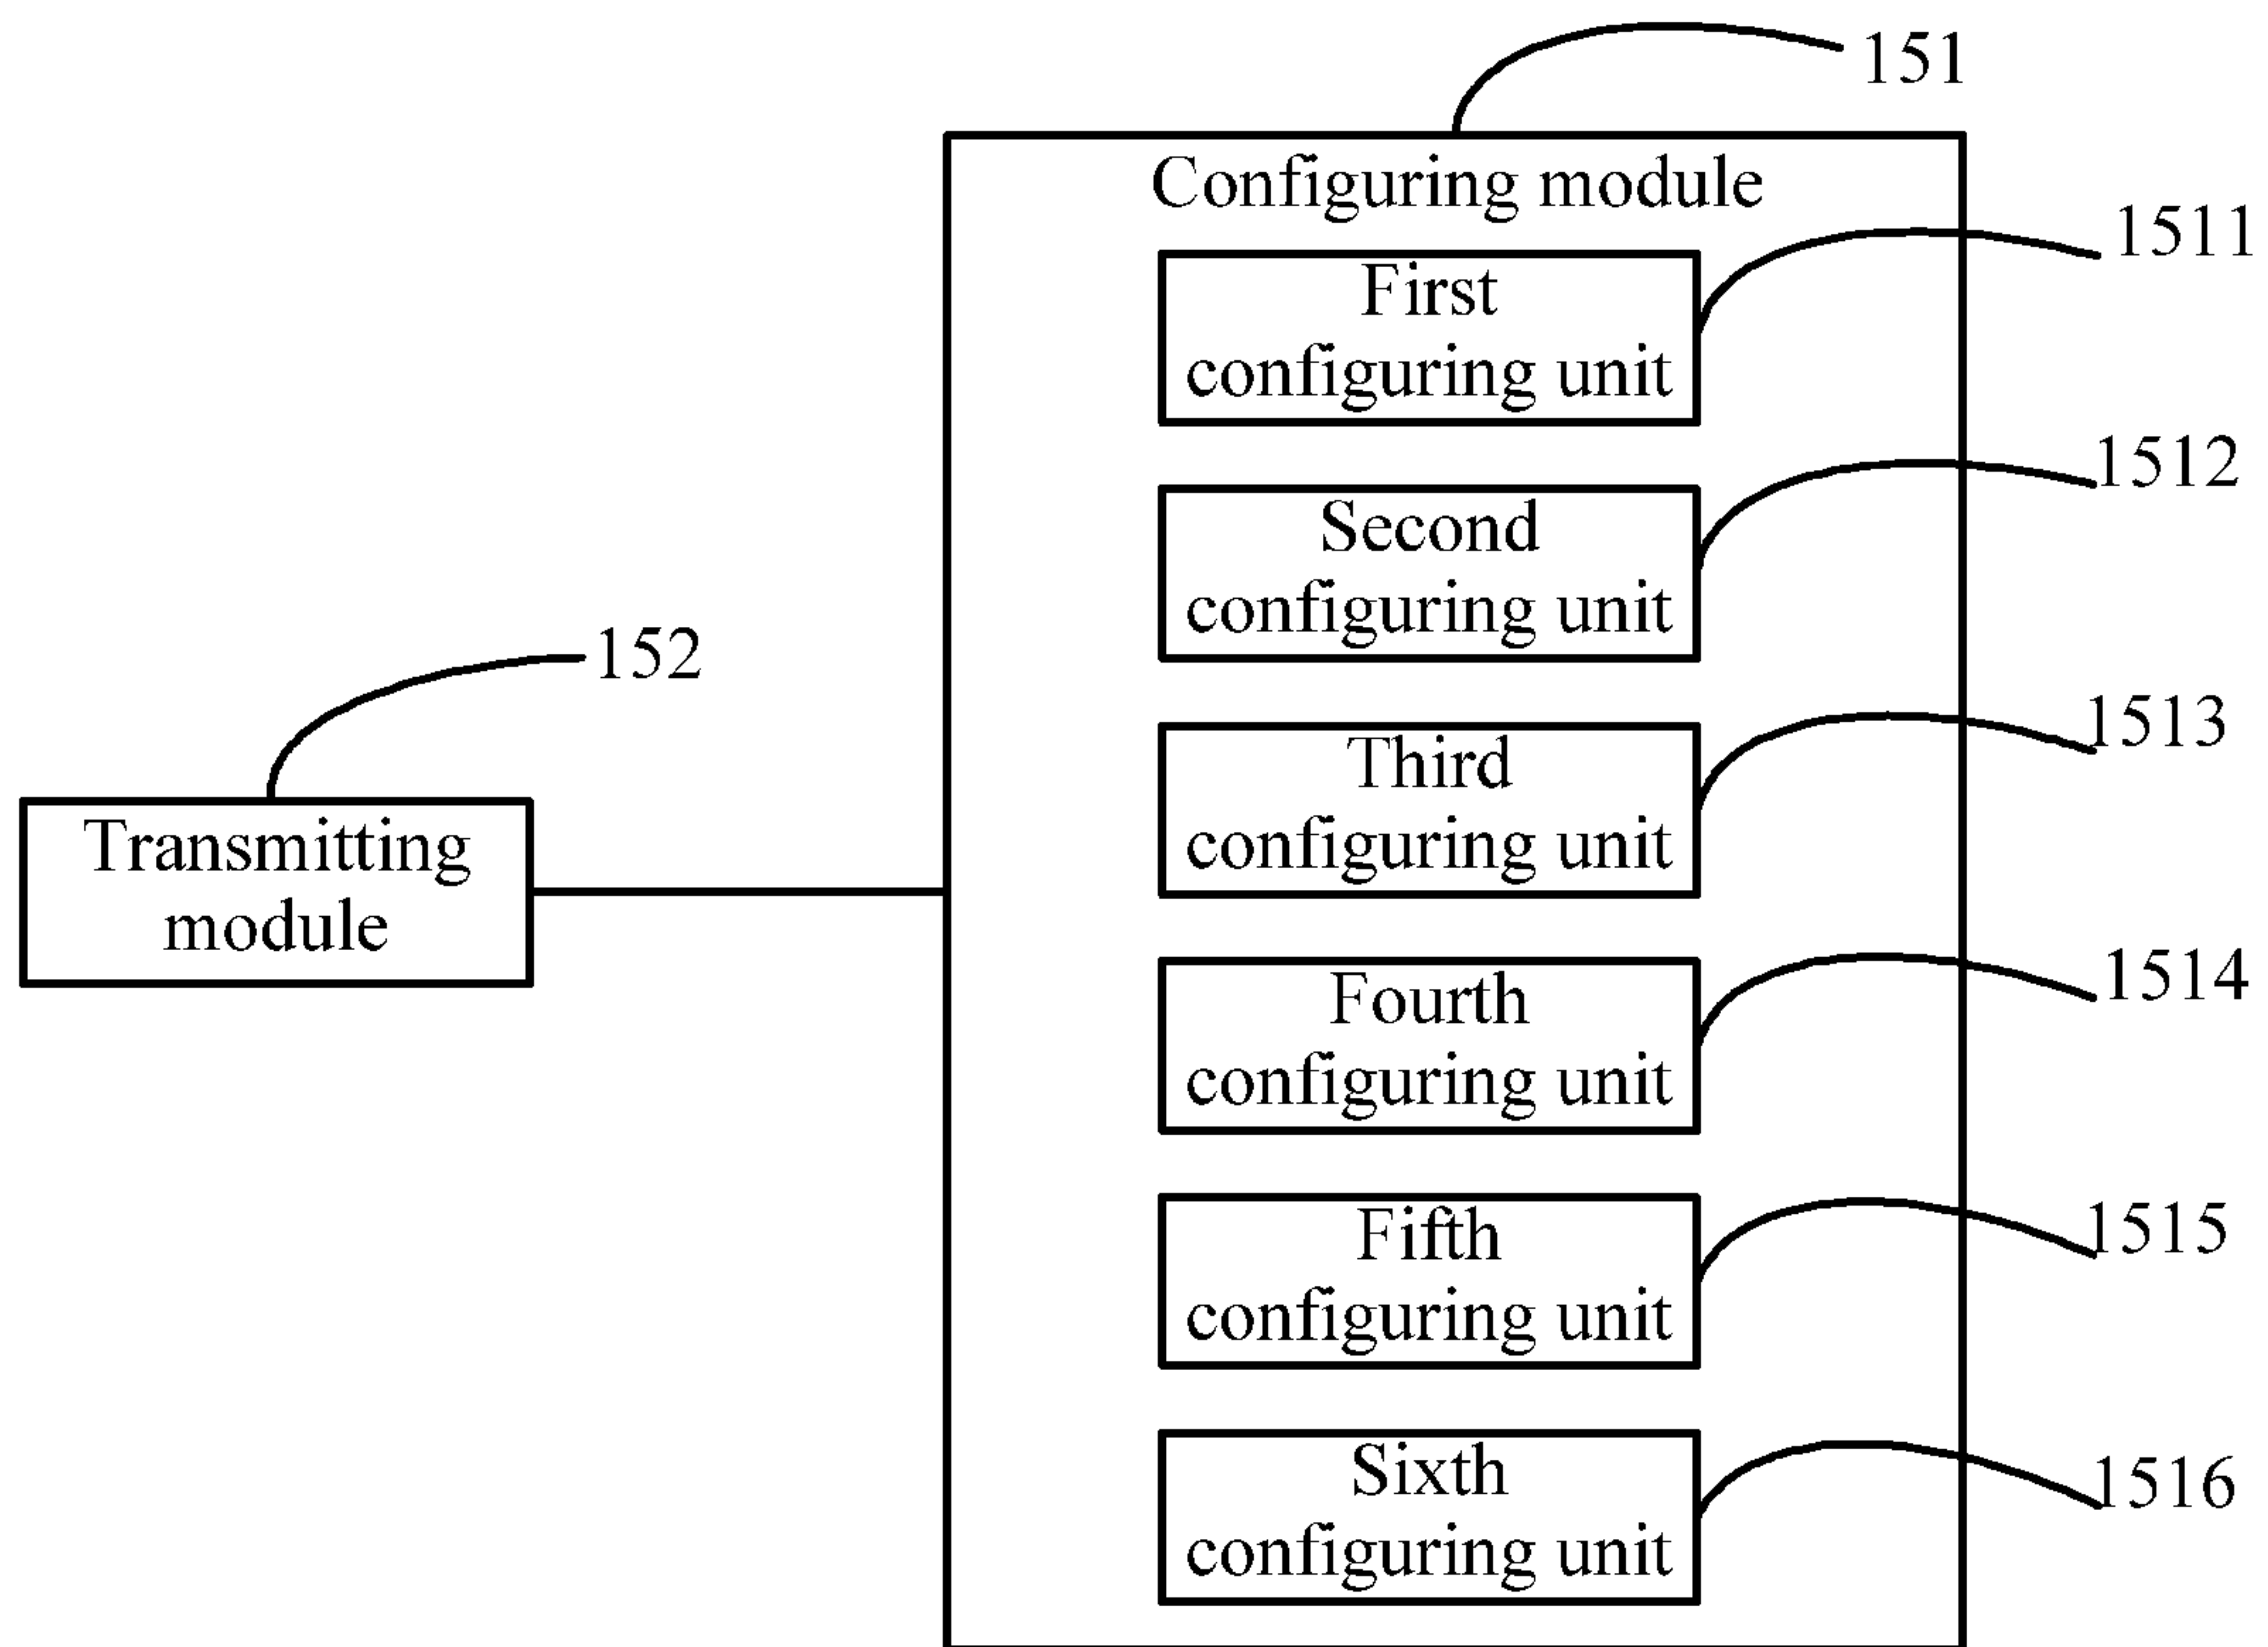 151
Configuring module
1511
First
configuring unit
1512
Second
configuring unit
152
1513
Third
configuring unit
Transmitting
module
1514
Fourth
configuring unit
1515
Fifth
configuring unit
1516
Sixth
configuring unit